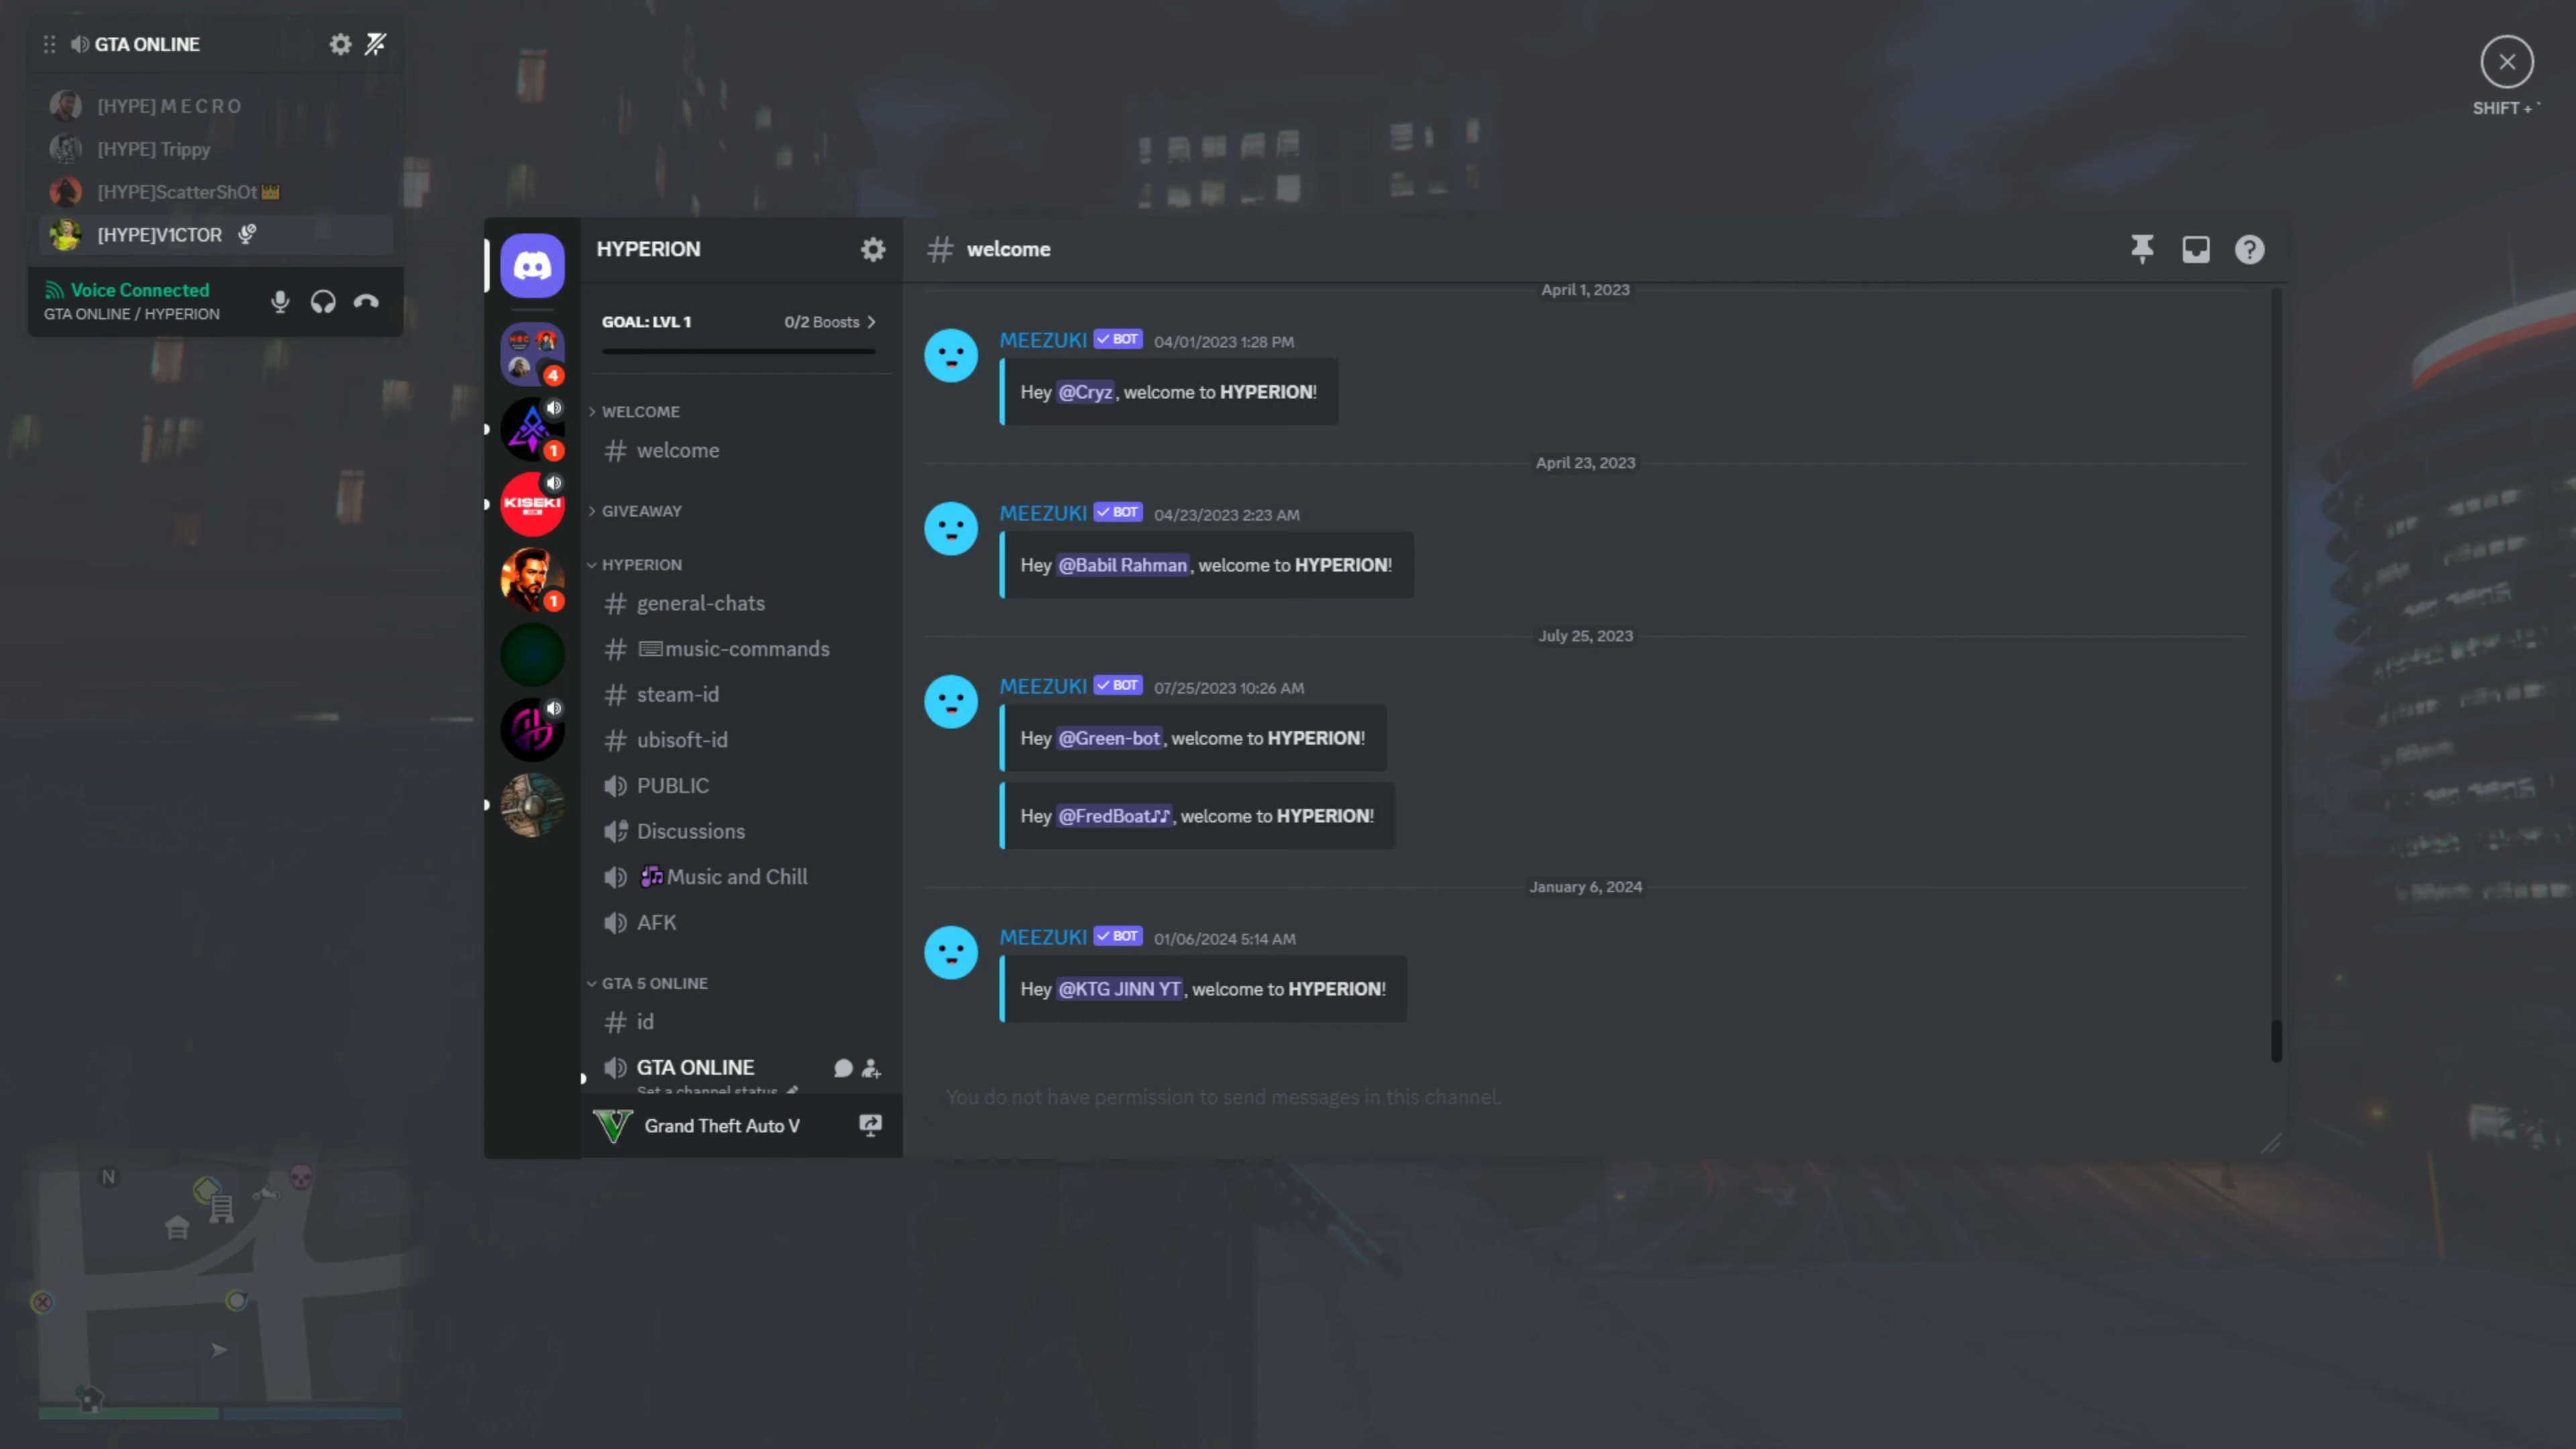 GTA ONLINE
[HYPE] M E C R O
[HYPE] Trippy
[HYPE]ScatterShOt
[HYPE]V1CTOR
Voice Connected
GTA ONLINE / HYPERION
SHIFT + `
4
1
KISEKI
1
HYPERION
GOAL: LVL 1
0/2 Boosts
WELCOME
welcome
GIVEAWAY
HYPERION
general-chats
music-commands
steam-id
ubisoft-id
PUBLIC
Discussions
Music and Chill
AFK
GTA 5 ONLINE
id
GTA ONLINE
Set a channel status
Grand Theft Auto V
# welcome
April 1, 2023
MEEZUKI BOT 04/01/2023 1:28 PM
Hey @Cryz, welcome to HYPERION!
April 23, 2023
MEEZUKI BOT 04/23/2023 2:23 AM
Hey @Babil Rahman, welcome to HYPERION!
July 25, 2023
MEEZUKI BOT 07/25/2023 10:26 AM
Hey @Green-bot, welcome to HYPERION!
Hey @FredBoat♪♪, welcome to HYPERION!
January 6, 2024
MEEZUKI BOT 01/06/2024 5:14 AM
Hey @KTG JINN YT, welcome to HYPERION!
You do not have permission to send messages in this channel.
N